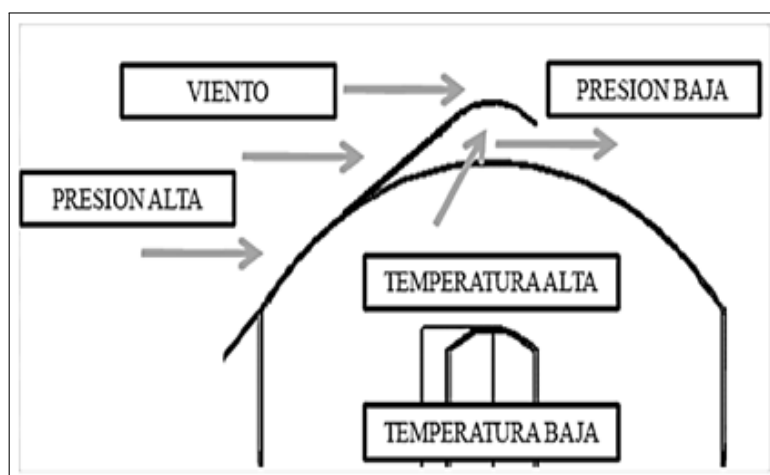 VIENTO
PRESION BAJA
PRESION ALTA
TEMPERATURA ALTA
TEMPERATURA BAJA